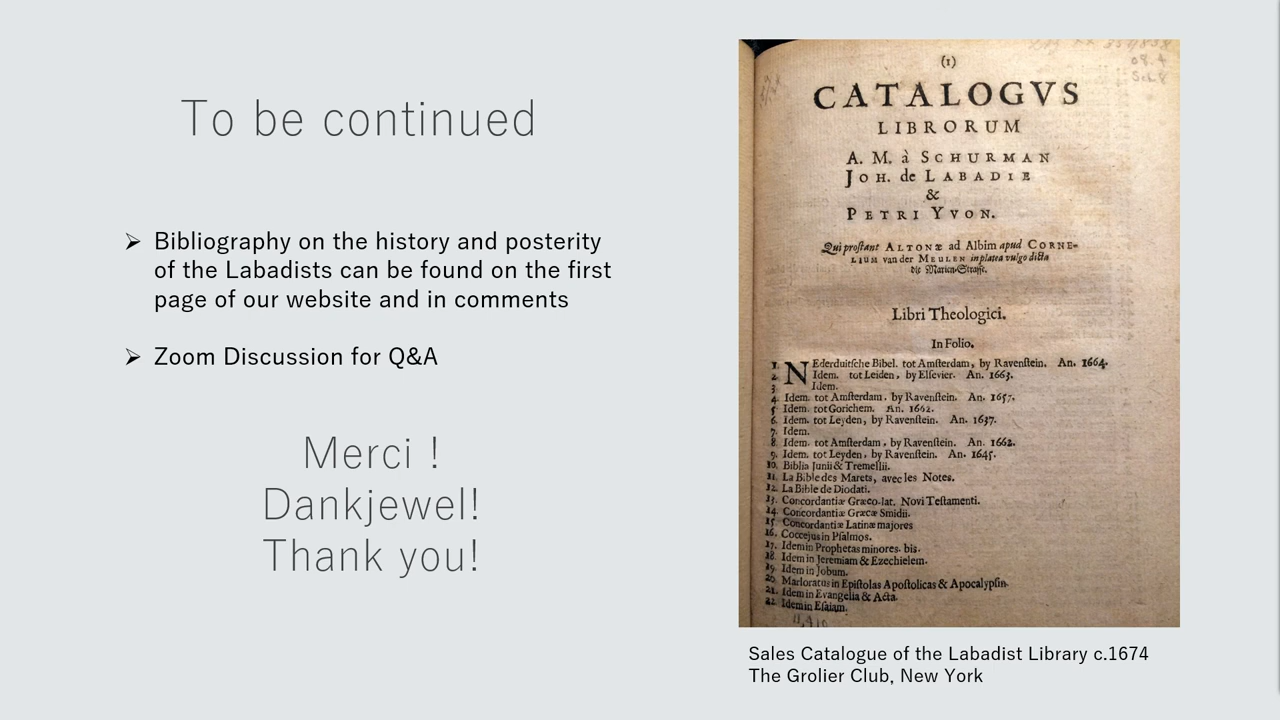 To be continued
Bibliography on the history and posterity
of the Labadists can be found on the first
page of our website and in comments
Zoom Discussion for Q&A
Merci !
Dankjewel!
Thank you!
(1)
CATALOGVS
LIBRORUM
A. M. à SCHURMAN
JOH. de LABADIE
&
PETRI YVON.
Qui proſtant ALTONÆ ad Albim apud CORNE-
LIUM van der MEULEN in platea vulgo dicta
die Marien-Straſſe.
Libri Theologici.
In Folio.
1. NEderduitſche Bibel. tot Amſterdam, by Ravenſtein. An. 1664.
2. Idem. tot Leiden, by Elſevier. An. 1663.
3 Idem.
4. Idem. tot Amſterdam, by Ravenſtein. An. 1657.
5. Idem. tot Gorichem. An. 1662.
6. Idem. tot Leyden, by Ravenſtein. An. 1637.
7. Idem.
8. Idem. tot Amſterdam, by Ravenſtein. An. 1662.
9. Idem. tot Leyden, by Ravenſtein. An. 1645.
10. Biblia Junii & Tremellii.
11. La Bible des Marets, avec les Notes.
12. La Bible de Diodati.
13. Concordantiæ Græco-lat. Novi Teſtamenti.
14. Concordantiæ Græcæ Smidii.
15. Concordantiæ Latinæ majores
16. Coccejus in Pſalmos.
17. Idem in Prophetas minores. bis.
18. Idem in Jeremiam & Ezechielem.
19. Idem in Jobum.
20. Marloratus in Epiſtolas Apoſtolicas & Apocalypſin.
21. Idem in Evangelia & Acta.
22. Idem in Eſaiam.
Sales Catalogue of the Labadist Library c.1674
The Grolier Club, New York